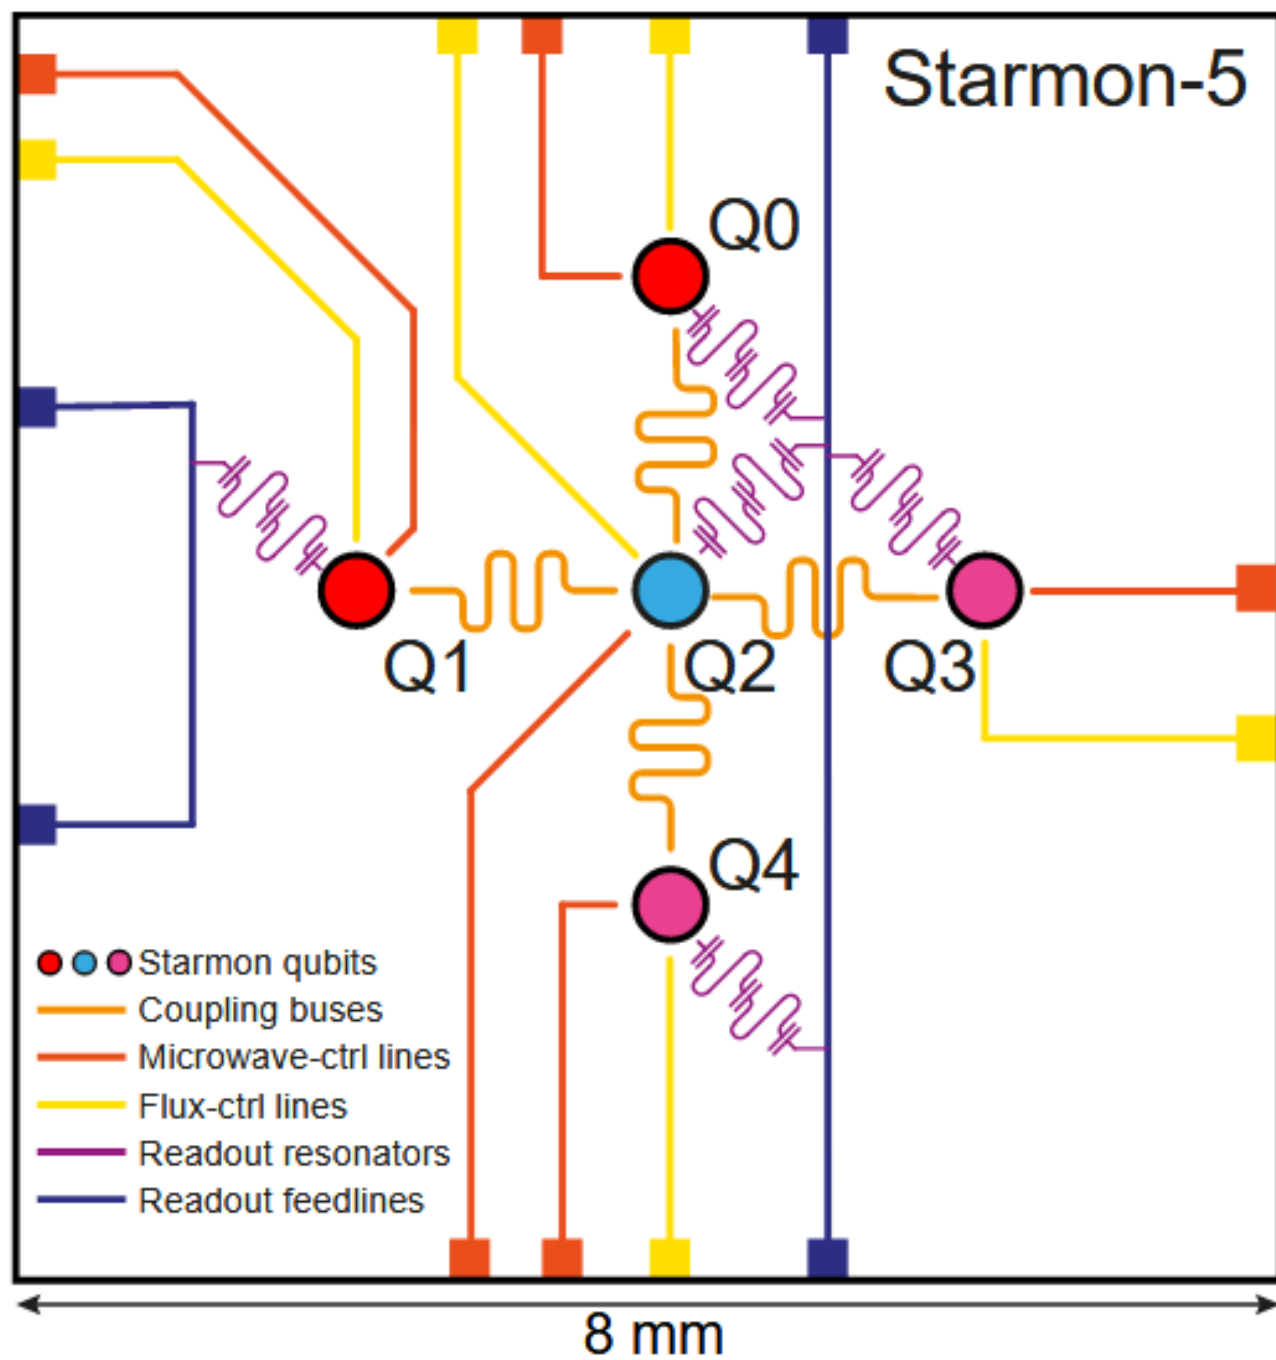 Starmon-5
Q0
Q1
Q2
Q3
Q4
Starmon qubits
Coupling buses
Microwave-ctrl lines
Flux-ctrl lines
Readout resonators
Readout feedlines
8 mm